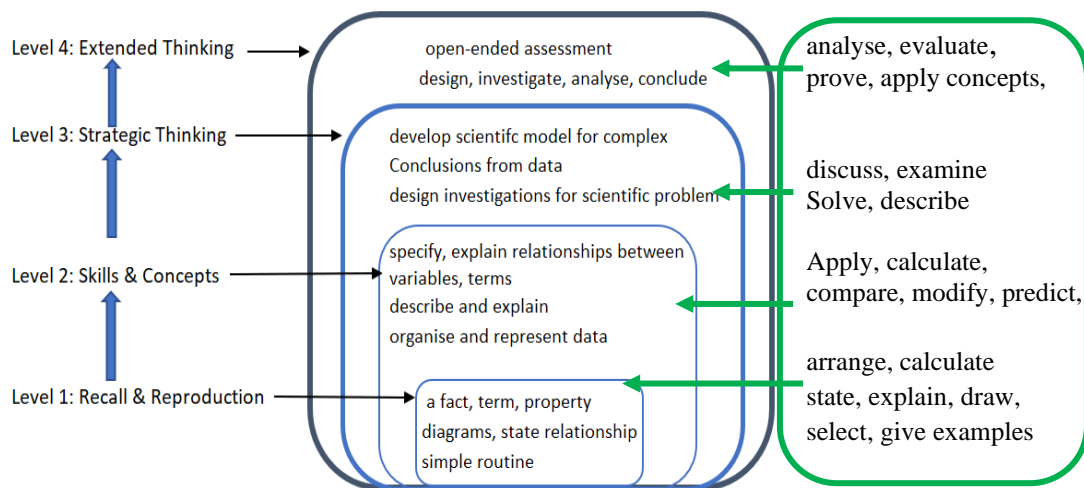 Level 4: Extended Thinking
open-ended assessment
design, investigate, analyse, conclude
analyse, evaluate,
prove, apply concepts,
Level 3: Strategic Thinking
develop scientifc model for complex
Conclusions from data
design investigations for scientific problem
discuss, examine
Solve, describe
Level 2: Skills & Concepts
specify, explain relationships between
variables, terms
describe and explain
organise and represent data
Apply, calculate,
compare, modify, predict,
Level 1: Recall & Reproduction
a fact, term, property
diagrams, state relationship
simple routine
arrange, calculate
state, explain, draw,
select, give examples